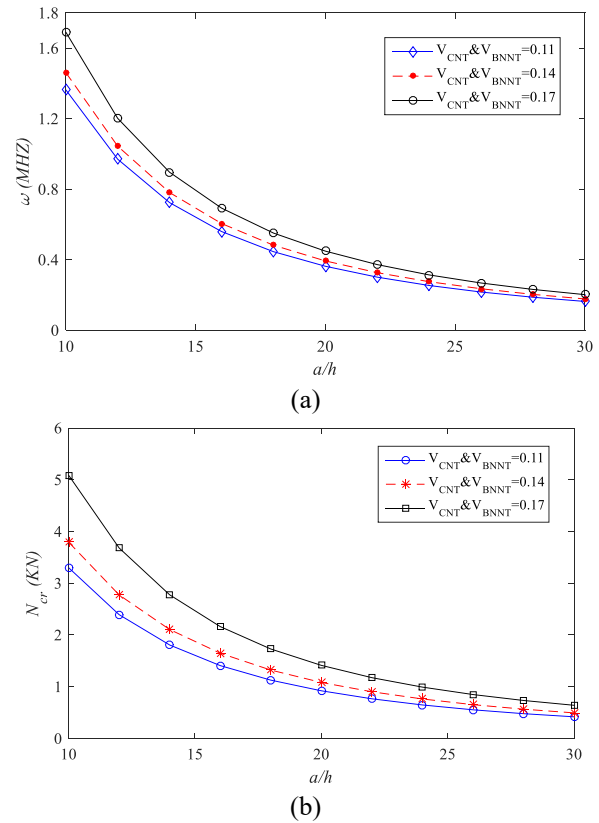 (a)
1.8
1.6
1.2
0.8
0.4
0
ω (MHZ)
V_CNT&V_BNNT=0.11
V_CNT&V_BNNT=0.14
V_CNT&V_BNNT=0.17
10 15 20 25 30
a/h
(a)
6
5
4
3
2
1
0
N_cr (KN)
V_CNT&V_BNNT=0.11
V_CNT&V_BNNT=0.14
V_CNT&V_BNNT=0.17
10 15 20 25 30
a/h
(b)